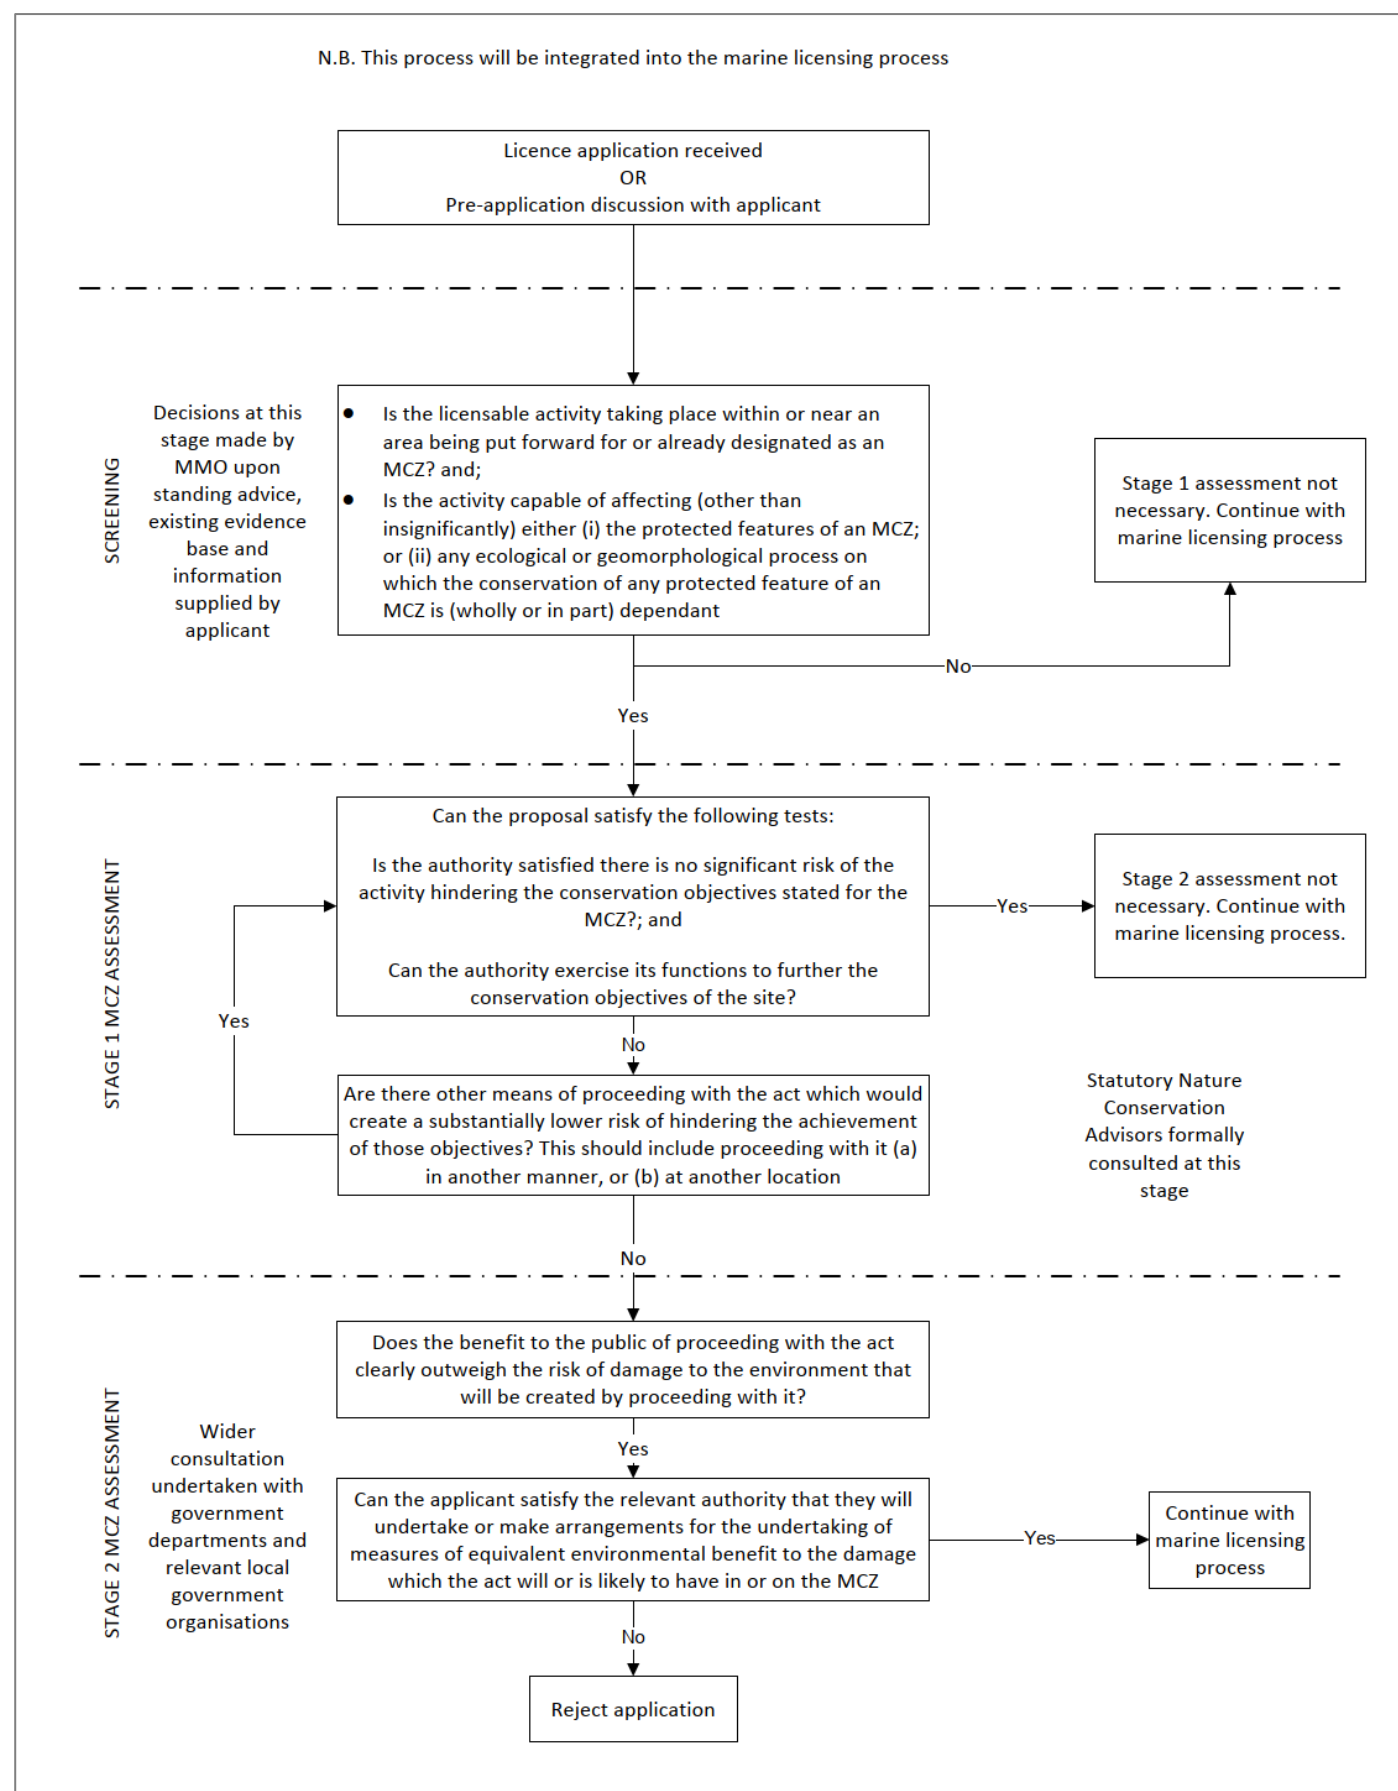 N.B. This process will be integrated into the marine licensing process
Licence application received
OR
Pre-application discussion with applicant
SCREENING
Decisions at this
stage made by
MMO upon
standing advice,
existing evidence
base and
information
supplied by
applicant
● Is the licensable activity taking place within or near an
area being put forward for or already designated as an
MCZ? and;
● Is the activity capable of affecting (other than
insignificantly) either (i) the protected features of an MCZ;
or (ii) any ecological or geomorphological process on
which the conservation of any protected feature of an
MCZ is (wholly or in part) dependant
Stage 1 assessment not
necessary. Continue with
marine licensing process
No
Yes
STAGE 1 MCZ ASSESSMENT
Can the proposal satisfy the following tests:
Is the authority satisfied there is no significant risk of the
activity hindering the conservation objectives stated for the
MCZ?; and
Can the authority exercise its functions to further the
conservation objectives of the site?
Yes
Stage 2 assessment not
necessary. Continue with
marine licensing process.
Yes
No
Are there other means of proceeding with the act which would
create a substantially lower risk of hindering the achievement
of those objectives? This should include proceeding with it (a)
in another manner, or (b) at another location
Statutory Nature
Conservation
Advisors formally
consulted at this
stage
No
STAGE 2 MCZ ASSESSMENT
Wider
consultation
undertaken with
government
departments and
relevant local
government
organisations
Does the benefit to the public of proceeding with the act
clearly outweigh the risk of damage to the environment that
will be created by proceeding with it?
Yes
Can the applicant satisfy the relevant authority that they will
undertake or make arrangements for the undertaking of
measures of equivalent environmental benefit to the damage
which the act will or is likely to have in or on the MCZ
Yes
Continue with
marine licensing
process
No
Reject application